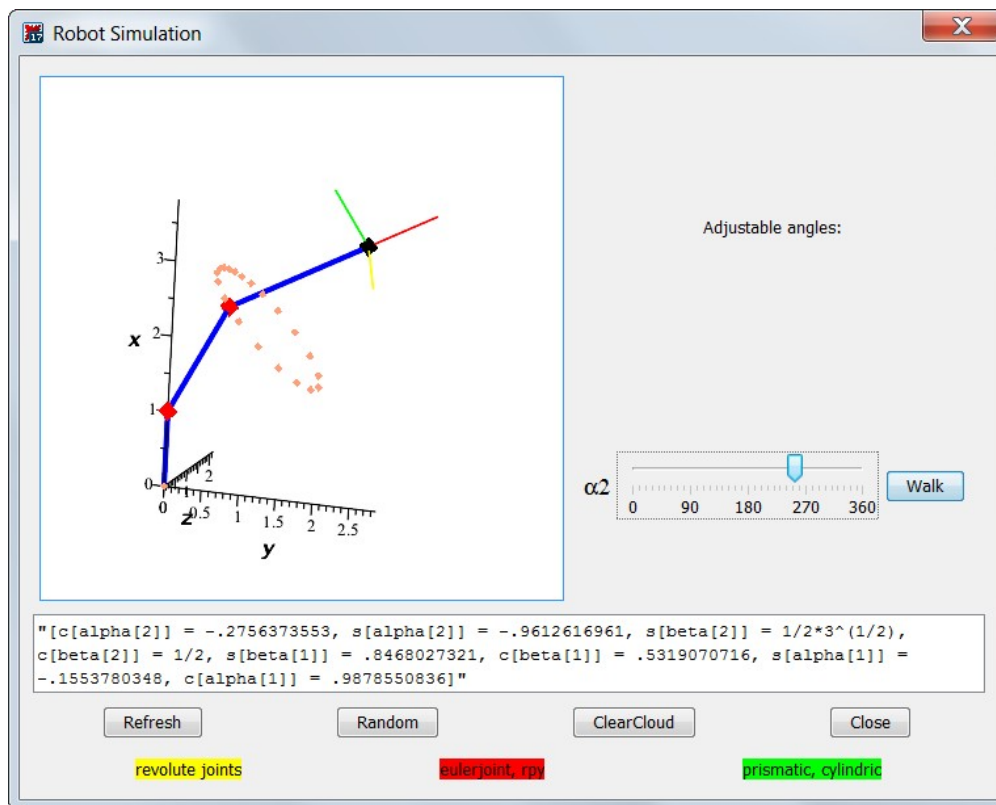 Robot Simulation
Adjustable angles:
3
x
2
1
0
2
1
z
0
0.5
1
1.5
2
2.5
y
α2
0 90 180 270 360
Walk
"[c[alpha[2]] = -.2756373553, s[alpha[2]] = -.9612616961, s[beta[2]] = 1/2*3^(1/2),
c[beta[2]] = 1/2, s[beta[1]] = .8468027321, c[beta[1]] = .5319070716, s[alpha[1]] =
-.1553780348, c[alpha[1]] = .9878550836]"
Refresh Random ClearCloud Close
revolute joints eulerjoint, rpy prismatic, cylindric